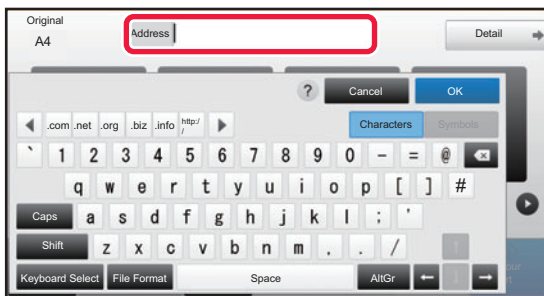 Original
A4
Address
Detail
? Cancel OK
.com .net .org .biz .info http:/
/
Characters Symbols
` 1 2 3 4 5 6 7 8 9 0 - = @
q w e r t y u i o p [ ] #
Caps a s d f g h j k l ; '
Shift z x c v b n m , . /
Keyboard Select File Format Space AltGr